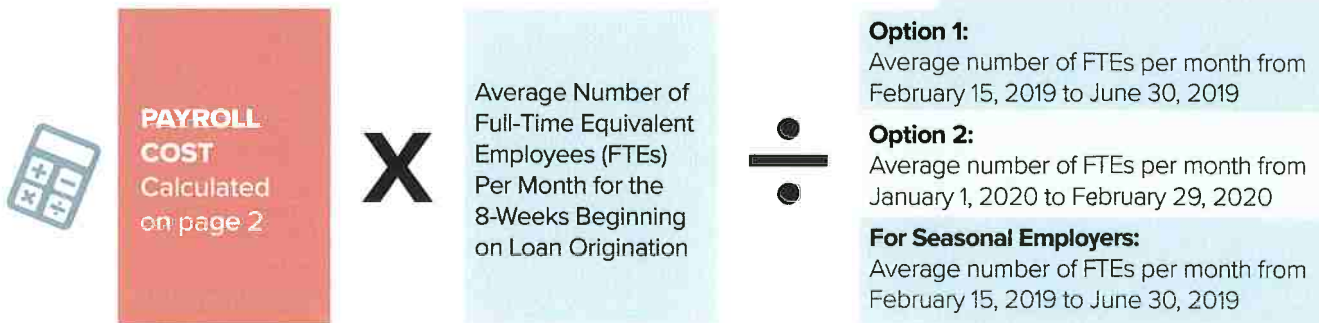 PAYROLL
COST
Calculated
on page 2
X
Average Number of
Full-Time Equivalent
Employees (FTEs)
Per Month for the
8-Weeks Beginning
on Loan Origination
÷
Option 1:
Average number of FTEs per month from
February 15, 2019 to June 30, 2019
Option 2:
Average number of FTEs per month from
January 1, 2020 to February 29, 2020
For Seasonal Employers:
Average number of FTEs per month from
February 15, 2019 to June 30, 2019